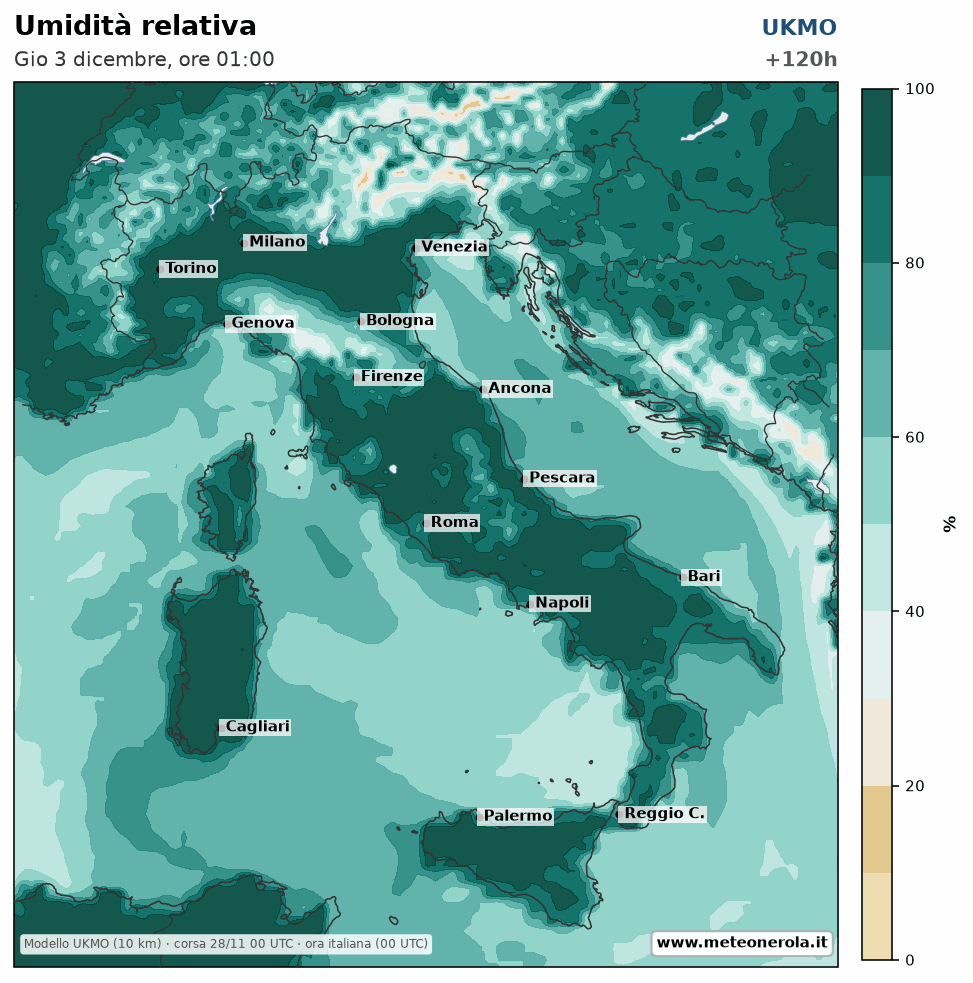 Umidità relativa
UKMO
Gio 3 dicembre, ore 01:00
+120h
100
80
60
40
20
0
%
Milano
Venezia
Torino
Genova
Bologna
Firenze
Ancona
Pescara
Roma
Bari
Napoli
Cagliari
Palermo
Reggio C.
Modello UKMO (10 km) · corsa 28/11 00 UTC · ora italiana (00 UTC)
www.meteonerola.it